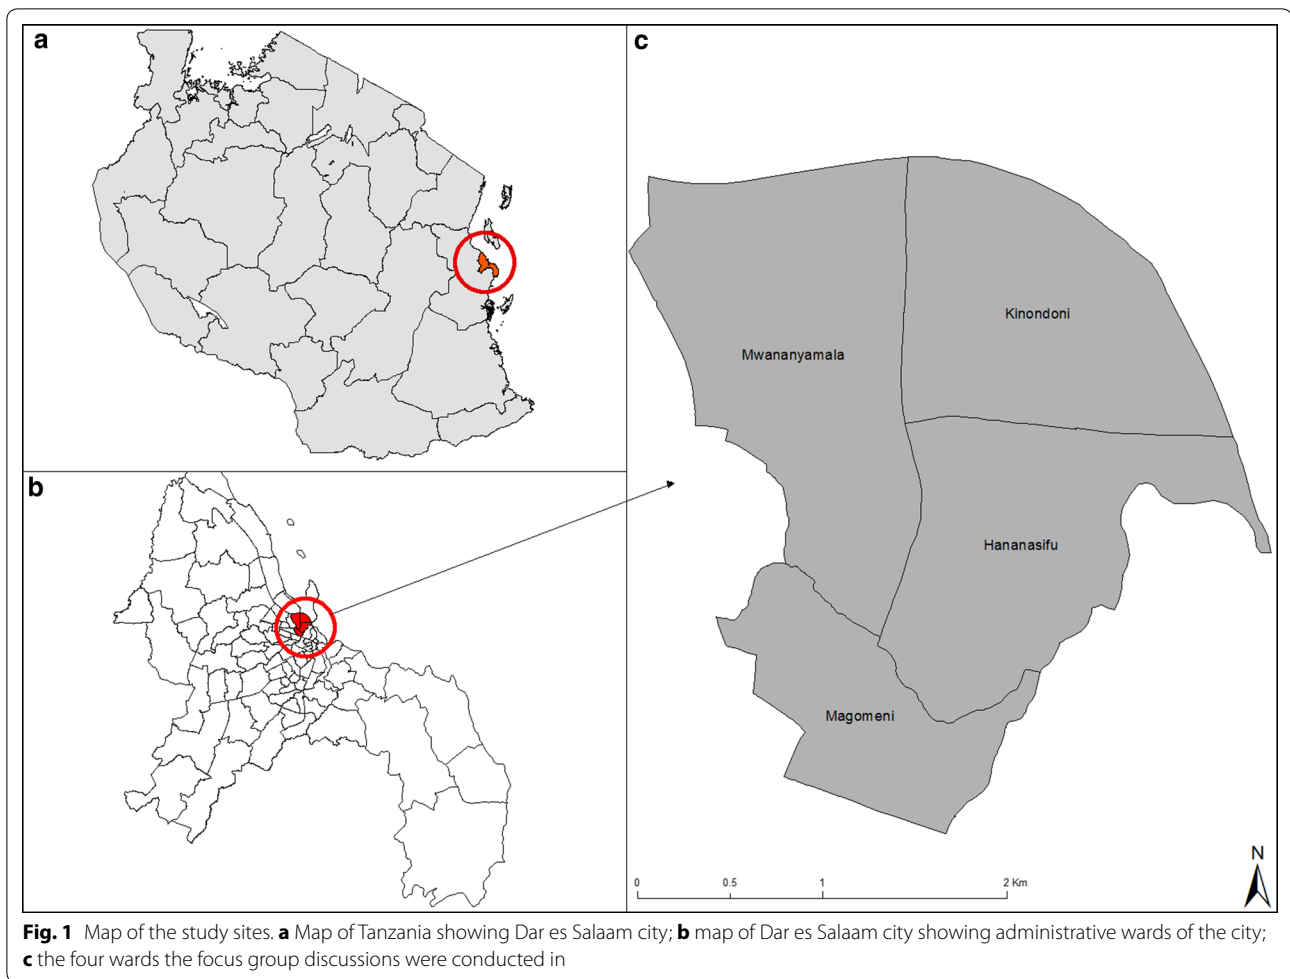 a
b
c
Kinondoni
Mwananyamala
Hananasifu
Magomeni
N
0 0.5 1 2 Km
Fig. 1 Map of the study sites. a Map of Tanzania showing Dar es Salaam city; b map of Dar es Salaam city showing administrative wards of the city;
c the four wards the focus group discussions were conducted in